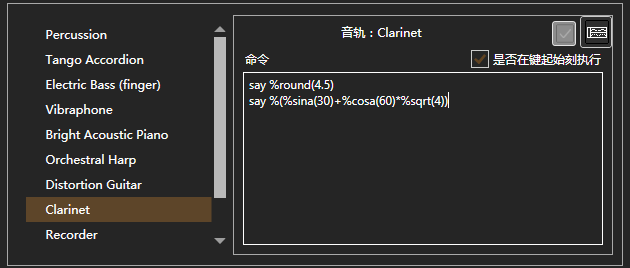 Percussion
Tango Accordion
Electric Bass (finger)
Vibraphone
Bright Acoustic Piano
Orchestral Harp
Distortion Guitar
Clarinet
Recorder
音轨：Clarinet
命令
是否在键起始刻执行
say %round(4.5)
say %(%sina(30)+%cosa(60)*%sqrt(4))